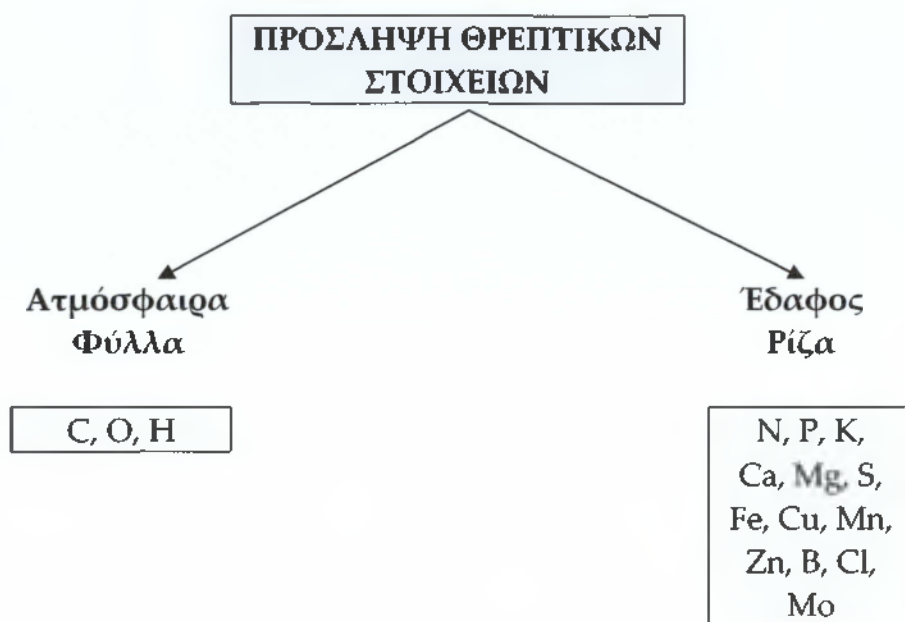 ΠΡΟΣΛΗΨΗ ΘΡΕΠΤΙΚΩΝ
ΣΤΟΙΧΕΙΩΝ
Ατμόσφαιρα
Φύλλα
C, O, H
Έδαφος
Ρίζα
N, P, K,
Ca, Mg, S,
Fe, Cu, Mn,
Zn, B, Cl,
Mo